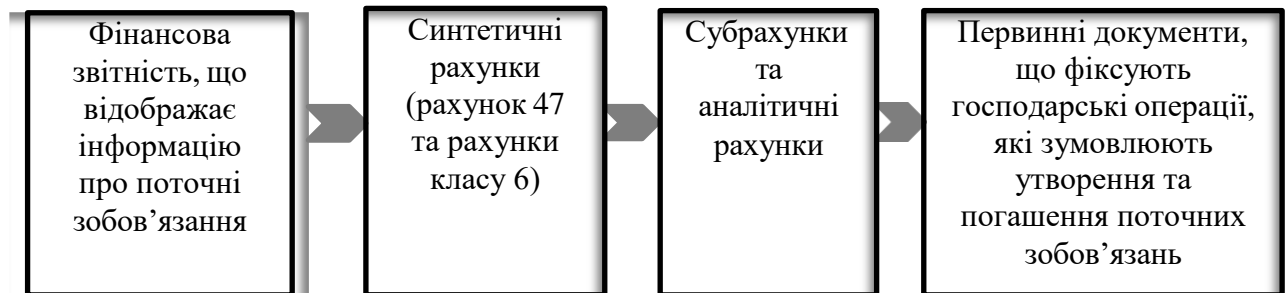 Фінансова
звітність, що
відображає
інформацію
про поточні
зобов’язання
Синтетичні
рахунки
(рахунок 47
та рахунки
класу 6)
Субрахунки
та
аналітичні
рахунки
Первинні документи,
що фіксують
господарські операції,
які зумовлюють
утворення та
погашення поточних
зобов’язань